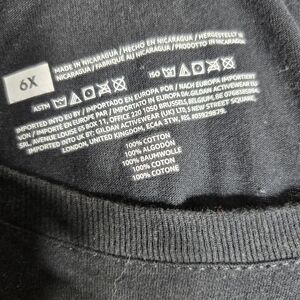 6X
MADE IN NICARAGUA / HECHO EN NICARAGUA / HERGESTELLT IN
NICARAGUA / FABRIQUÉ AU NICARAGUA / PRODOTTO IN NICARAGUA
ASTM
ISO
IMPORTED INTO EU BY / IMPORTADO EN EUROPA POR / NACH EUROPA IMPORTIERT
VON / IMPORTÉ EN EUROPE PAR / IMPORTATO IN EUROPA DA: GILDAN ACTIVEWEAR EU
SRL, AVENUE LOUISE 65 BOX 11, OFFICE 220 1050 BRUSSELS, BELGIUM.
BY: GILDAN ACTIVEWEAR (UK) LTD, 5 NEW STREET SQUARE,
LONDON, UNITED KINGDOM, EC4A 3TW.
100% COTTON
100% ALGODÓN
100% BAUMWOLLE
100% COTON
100% COTONE